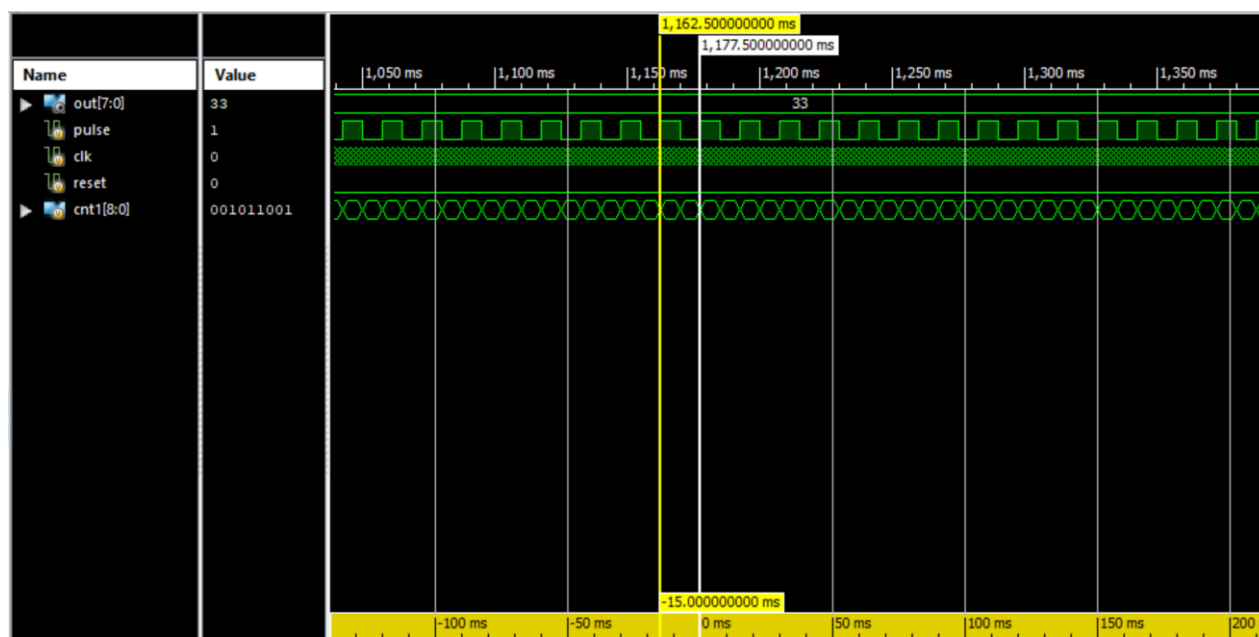 1,162.500000000 ms
1,177.500000000 ms
Name Value 1,050 ms 1,100 ms 1,150 ms 1,200 ms 1,250 ms 1,300 ms 1,350 ms
out[7:0] 33 33
pulse 1
clk 0
reset 0
cnt1[8:0] 001011001
-15.000000000 ms
-100 ms -50 ms 0 ms 50 ms 100 ms 150 ms 200